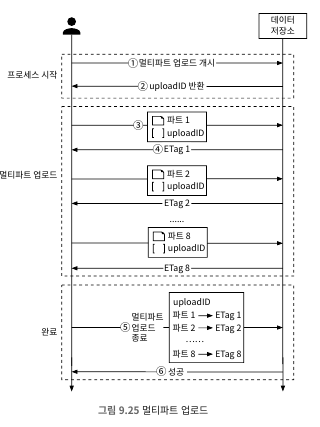 데이터
저장소
① 멀티파트 업로드 개시
프로세스 시작
② uploadID 반환
파트 1
③
[ ] uploadID
④ ETag 1
멀티파트 업로드
파트 2
[ ] uploadID
ETag 2
......
파트 8
[ ] uploadID
ETag 8
uploadID
멀티파트
파트 1 → ETag 1
완료
⑤ 업로드
파트 2 → ETag 2
종료
......
파트 8 → ETag 8
⑥ 성공
그림 9.25 멀티파트 업로드